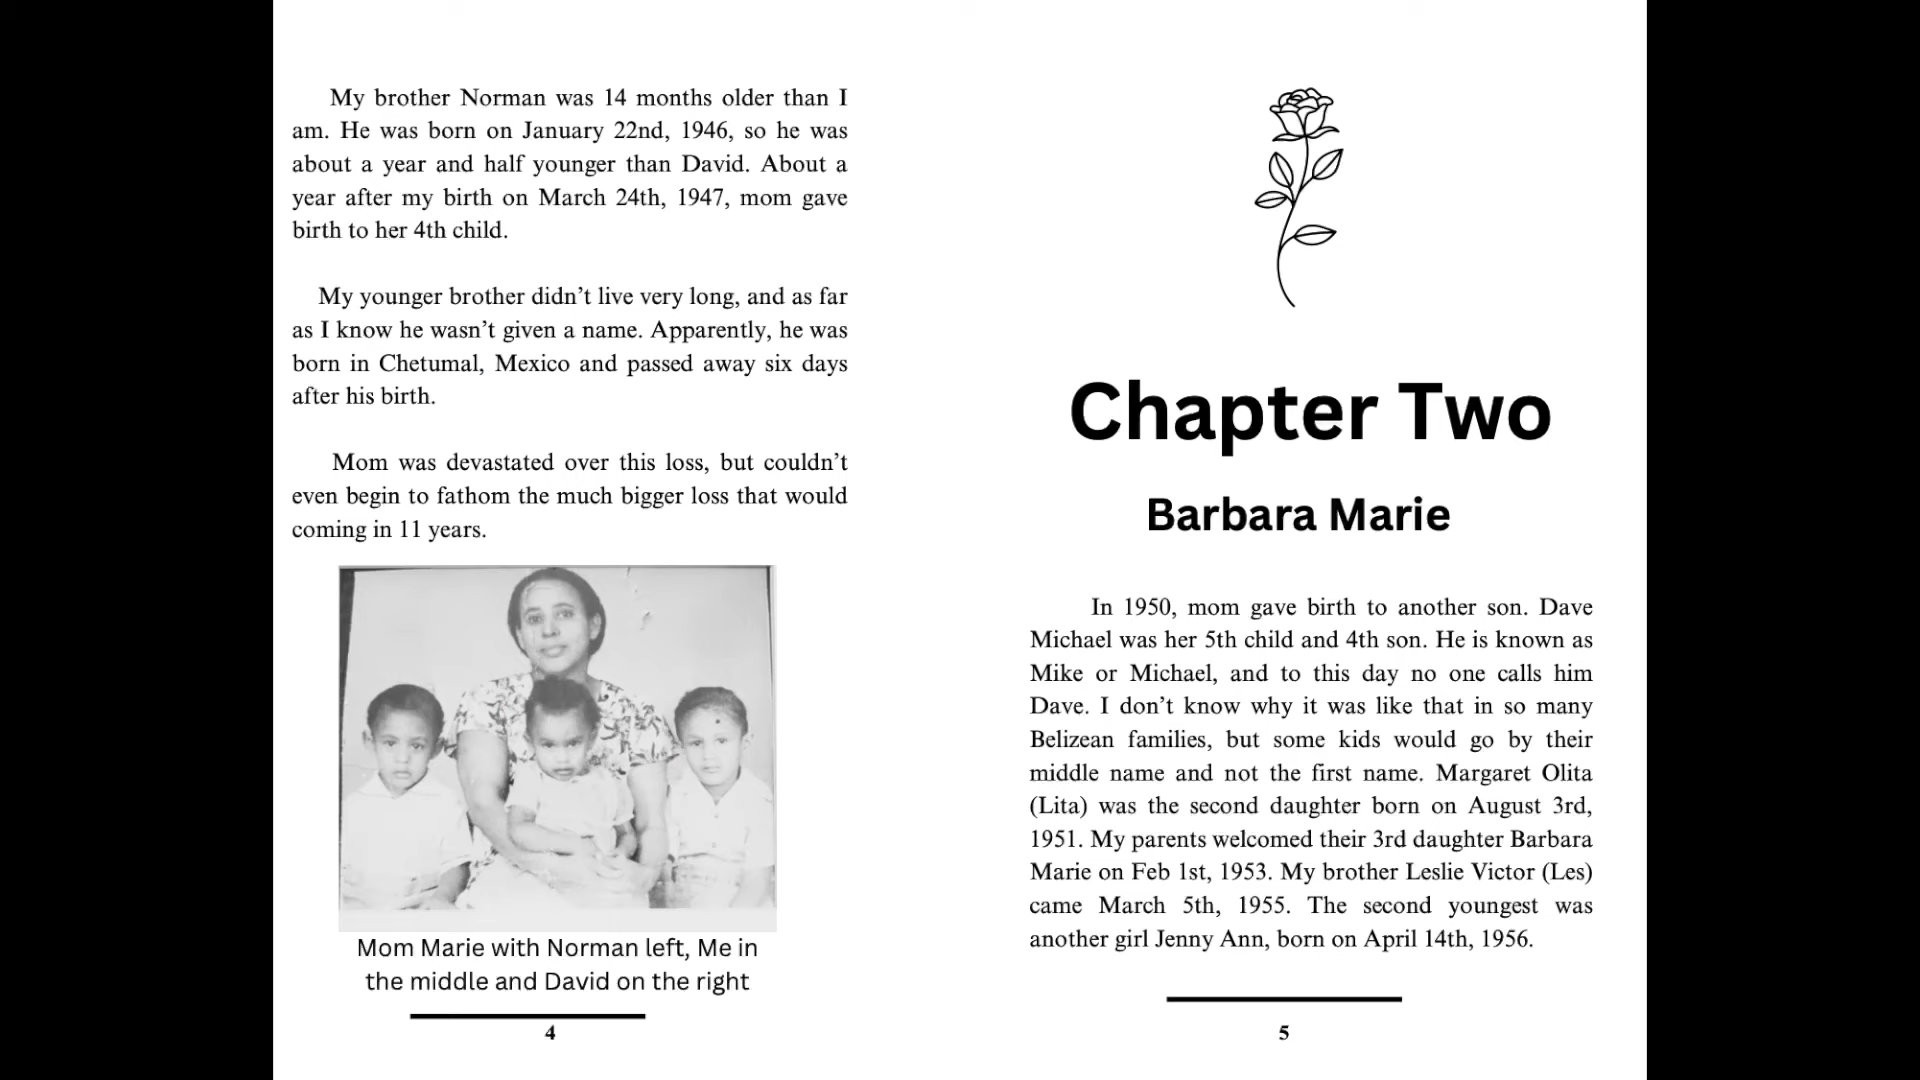 My brother Norman was 14 months older than I
am. He was born on January 22nd, 1946, so he was
about a year and half younger than David. About a
year after my birth on March 24th, 1947, mom gave
birth to her 4th child.
My younger brother didn’t live very long, and as far
as I know he wasn’t given a name. Apparently, he was
born in Chetumal, Mexico and passed away six days
after his birth.
Mom was devastated over this loss, but couldn’t
even begin to fathom the much bigger loss that would
coming in 11 years.
Mom Marie with Norman left, Me in
the middle and David on the right
4
Chapter Two
Barbara Marie
In 1950, mom gave birth to another son. Dave
Michael was her 5th child and 4th son. He is known as
Mike or Michael, and to this day no one calls him
Dave. I don’t know why it was like that in so many
Belizean families, but some kids would go by their
middle name and not the first name. Margaret Olita
(Lita) was the second daughter born on August 3rd,
1951. My parents welcomed their 3rd daughter Barbara
Marie on Feb 1st, 1953. My brother Leslie Victor (Les)
came March 5th, 1955. The second youngest was
another girl Jenny Ann, born on April 14th, 1956.
5